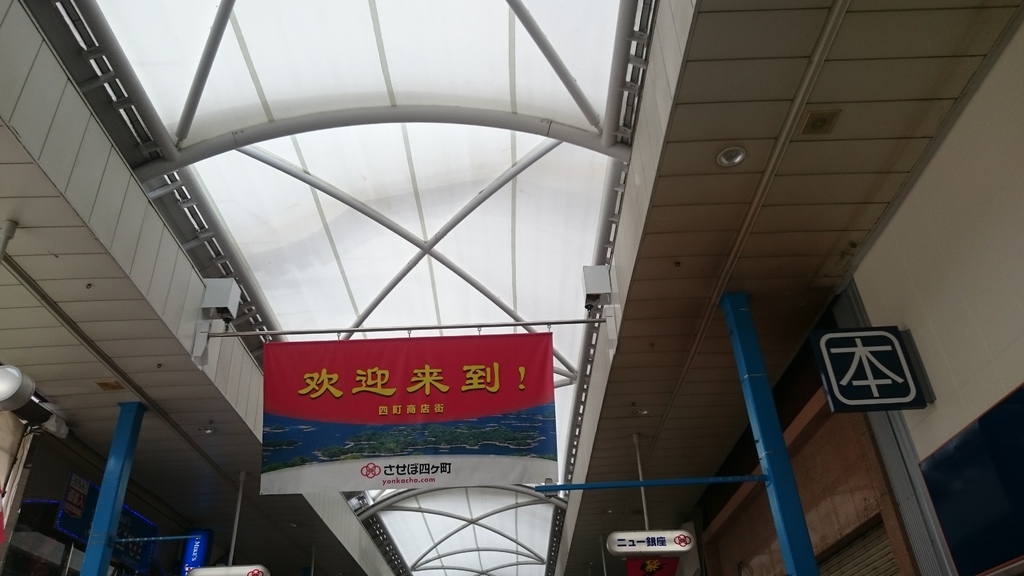 欢迎来到!
四町商店街
させぼ四ヶ町
yonkacho.com
本
ニュー銀座